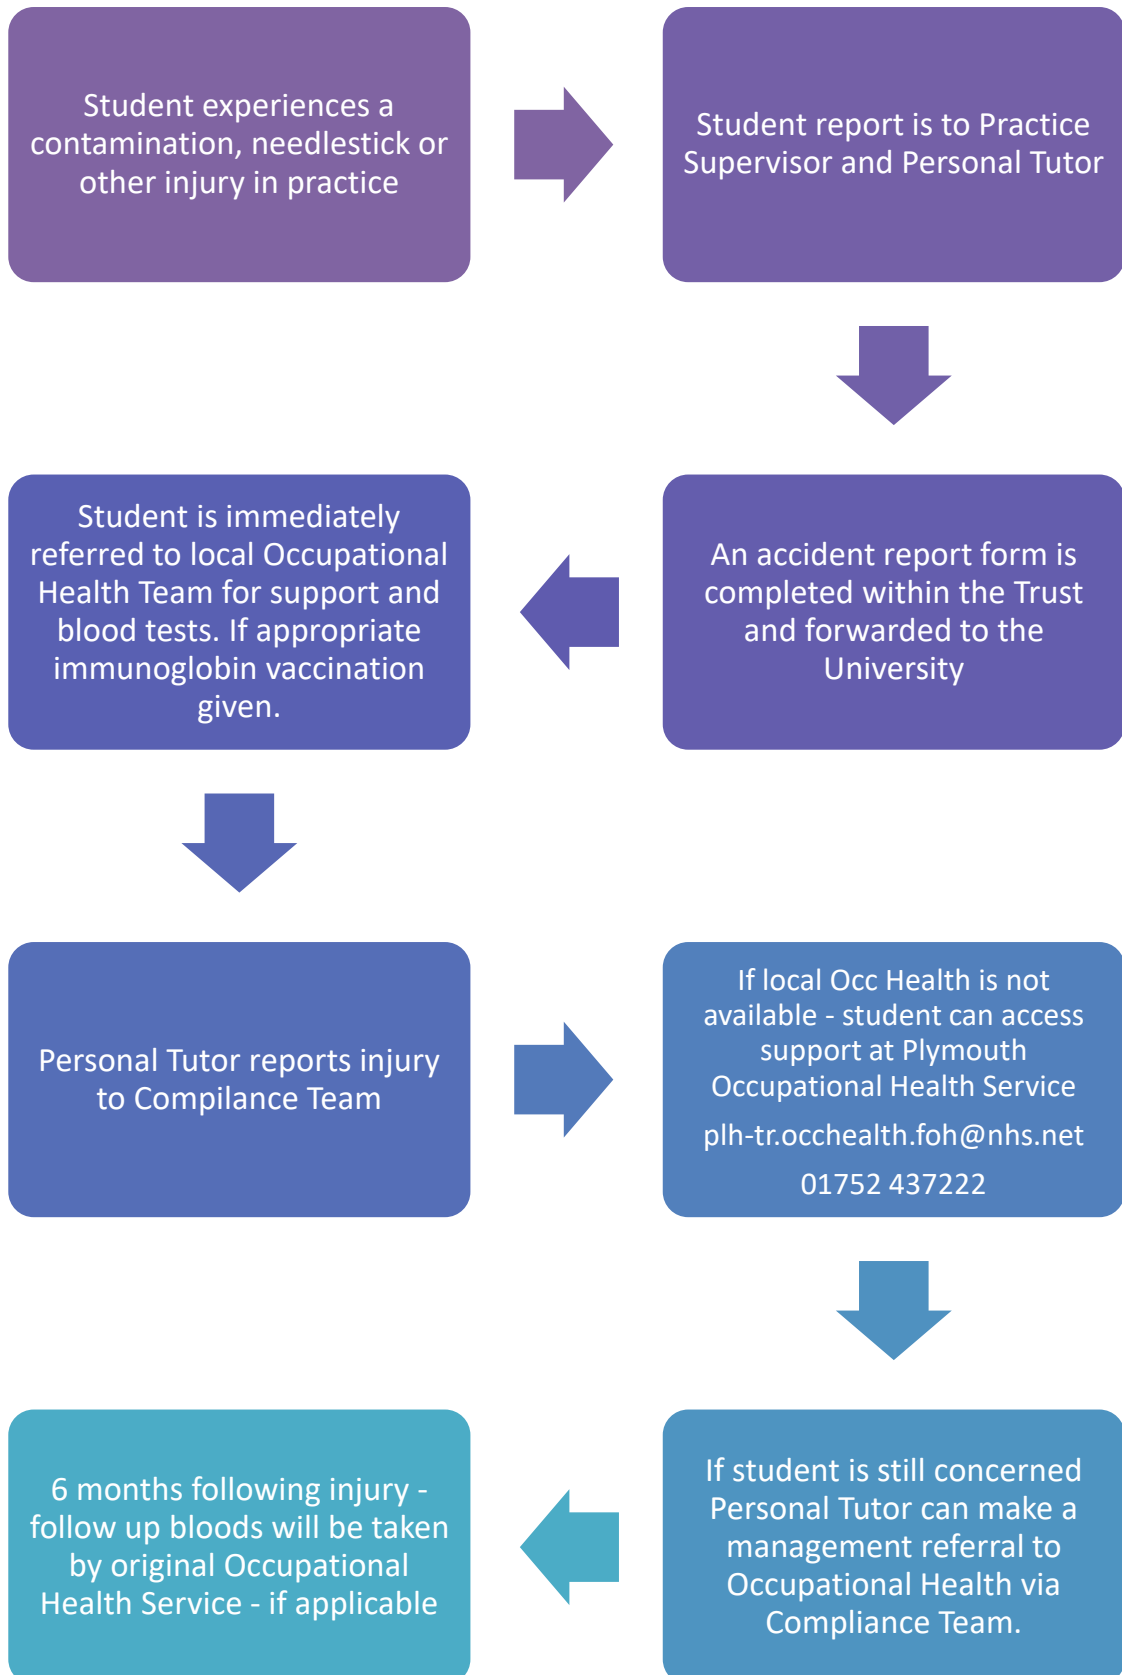 Student experiences a
contamination, needlestick or
other injury in practice
Student report is to Practice
Supervisor and Personal Tutor
An accident report form is
completed within the Trust
and forwarded to the
University
Student is immediately
referred to local Occupational
Health Team for support and
blood tests. If appropriate
immunoglobin vaccination
given.
Personal Tutor reports injury
to Compilance Team
If local Occ Health is not
available - student can access
support at Plymouth
Occupational Health Service
plh-tr.occhealth.foh@nhs.net
01752 437222
If student is still concerned
Personal Tutor can make a
management referral to
Occupational Health via
Compliance Team.
6 months following injury -
follow up bloods will be taken
by original Occupational
Health Service - if applicable